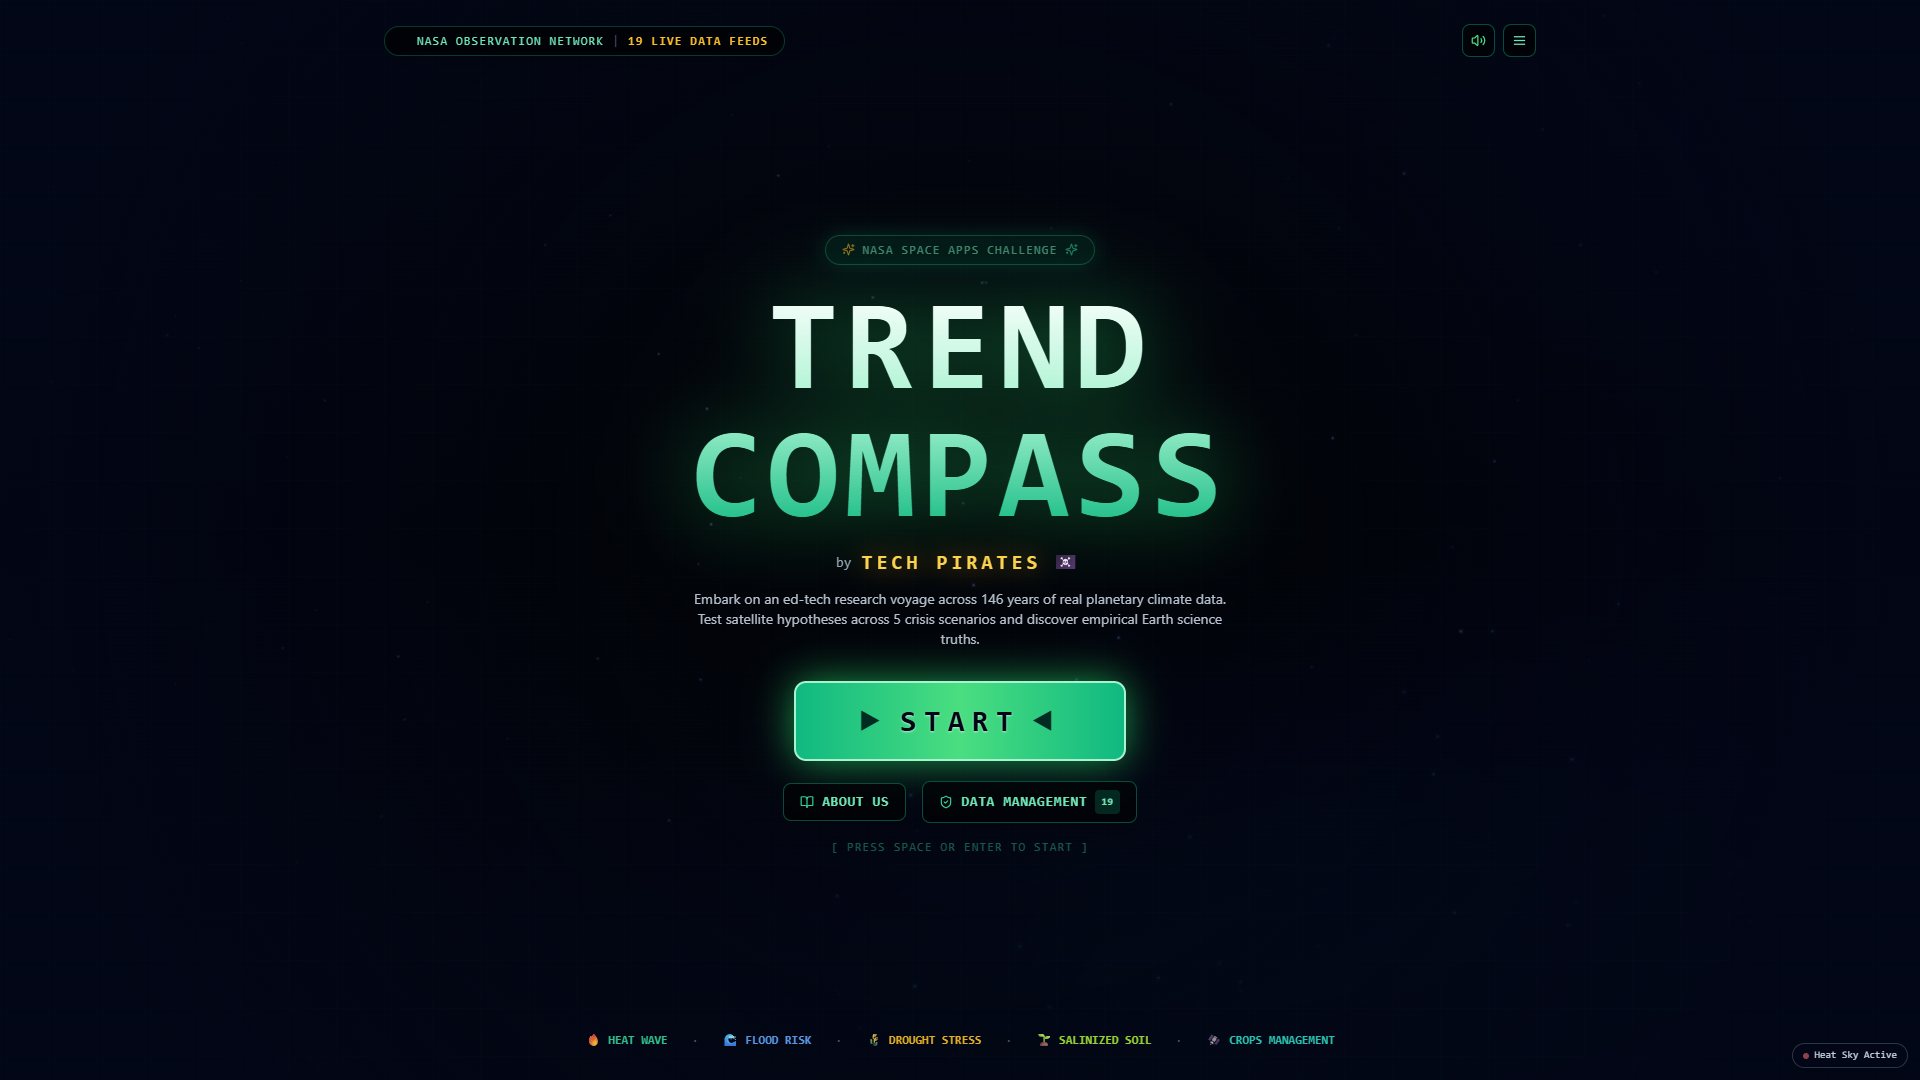 NASA OBSERVATION NETWORK | 19 LIVE DATA FEEDS
NASA SPACE APPS CHALLENGE
TREND
COMPASS
by TECH PIRATES
Embark on an ed-tech research voyage across 146 years of real planetary climate data.
Test satellite hypotheses across 5 crisis scenarios and discover empirical Earth science
truths.
▶ START ◀
ABOUT US
DATA MANAGEMENT 19
[ PRESS SPACE OR ENTER TO START ]
HEAT WAVE · FLOOD RISK · DROUGHT STRESS · SALINIZED SOIL · CROPS MANAGEMENT
Heat Sky Active